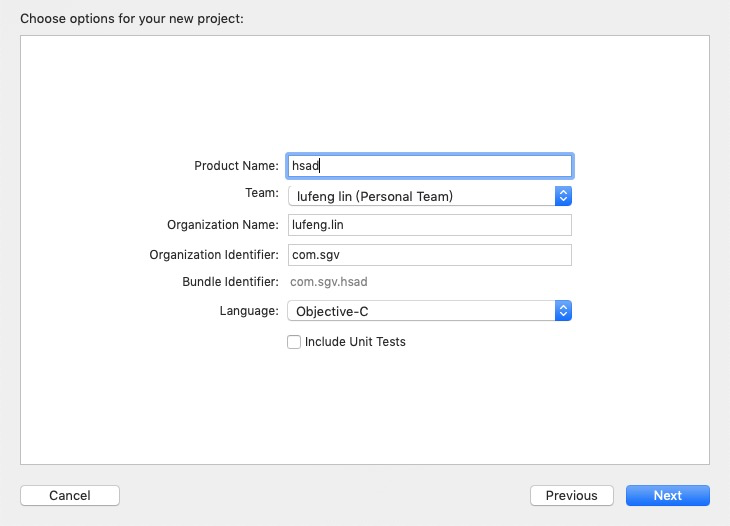 Choose options for your new project:
Product Name: hsad
Team: lufeng lin (Personal Team)
Organization Name: lufeng.lin
Organization Identifier: com.sgv
Bundle Identifier: com.sgv.hsad
Language: Objective-C
Include Unit Tests
Cancel Previous Next